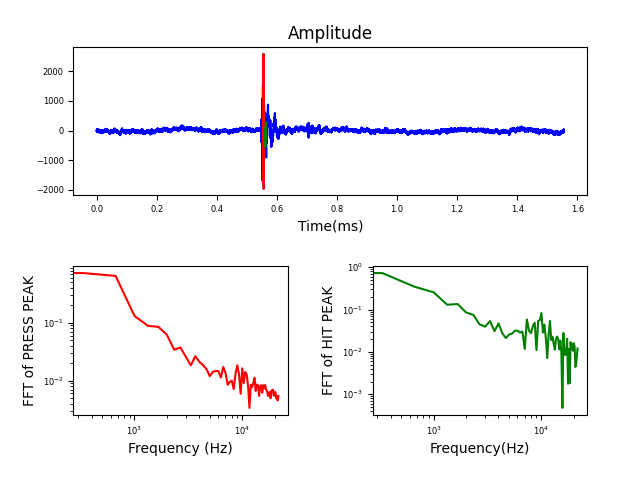 Amplitude
2000
1000
0
−1000
−2000
0.0 0.2 0.4 0.6 0.8 1.0 1.2 1.4 1.6
Time(ms)
FFT of PRESS PEAK
10⁻¹
10⁻²
10³ 10⁴
Frequency (Hz)
FFT of HIT PEAK
10⁰
10⁻¹
10⁻²
10⁻³
10³ 10⁴
Frequency(Hz)